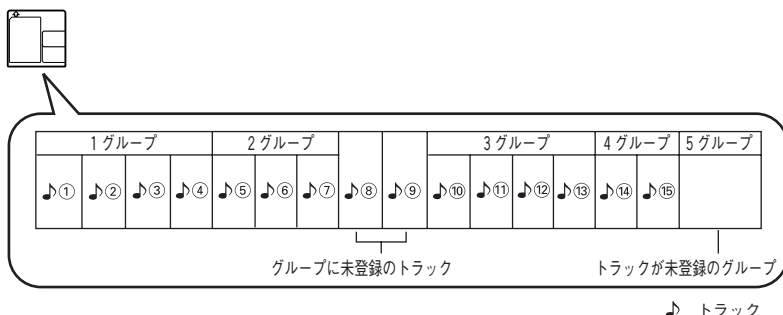 1 グループ 2 グループ 3 グループ 4 グループ 5 グループ
♪① ♪② ♪③ ♪④ ♪⑤ ♪⑥ ♪⑦ ♪⑧ ♪⑨ ♪⑩ ♪⑪ ♪⑫ ♪⑬ ♪⑭ ♪⑮
グループに未登録のトラック トラックが未登録のグループ
♪ トラック